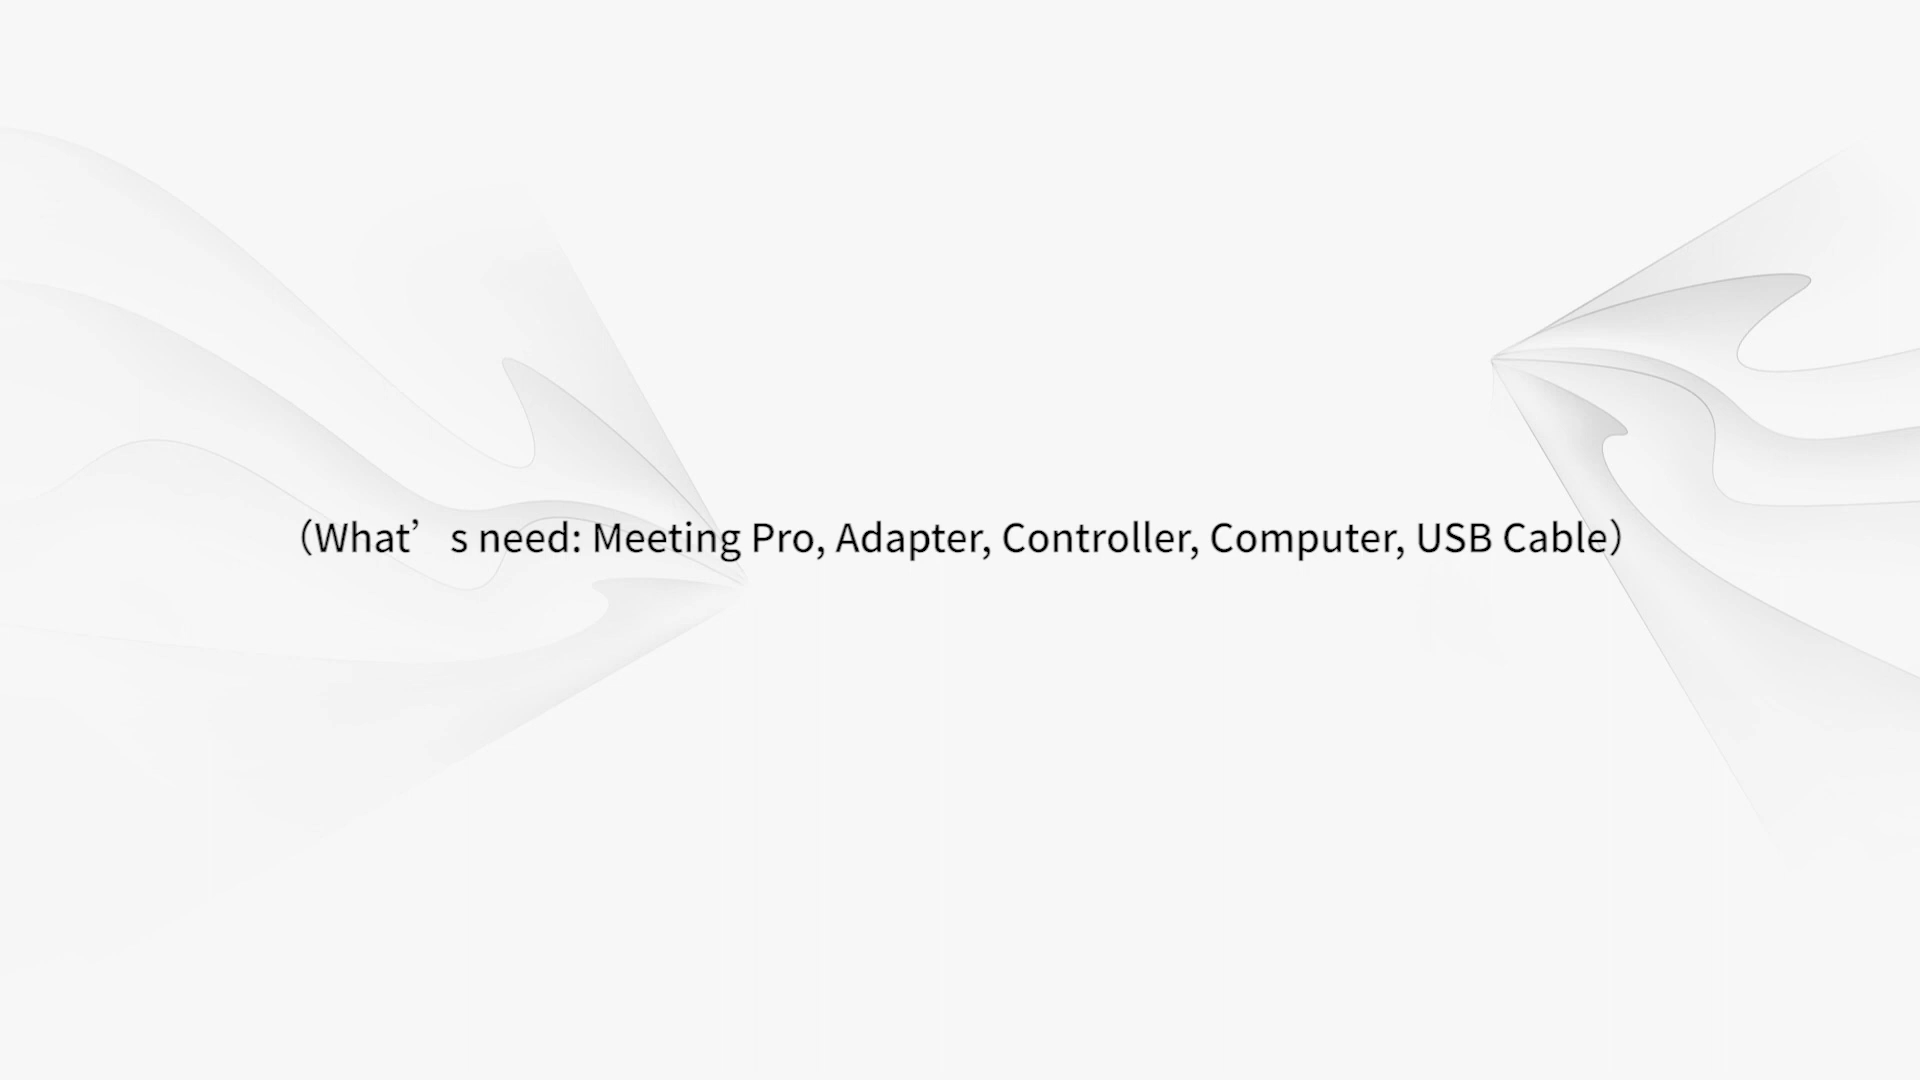 （What’s need: Meeting Pro, Adapter, Controller, Computer, USB Cable）